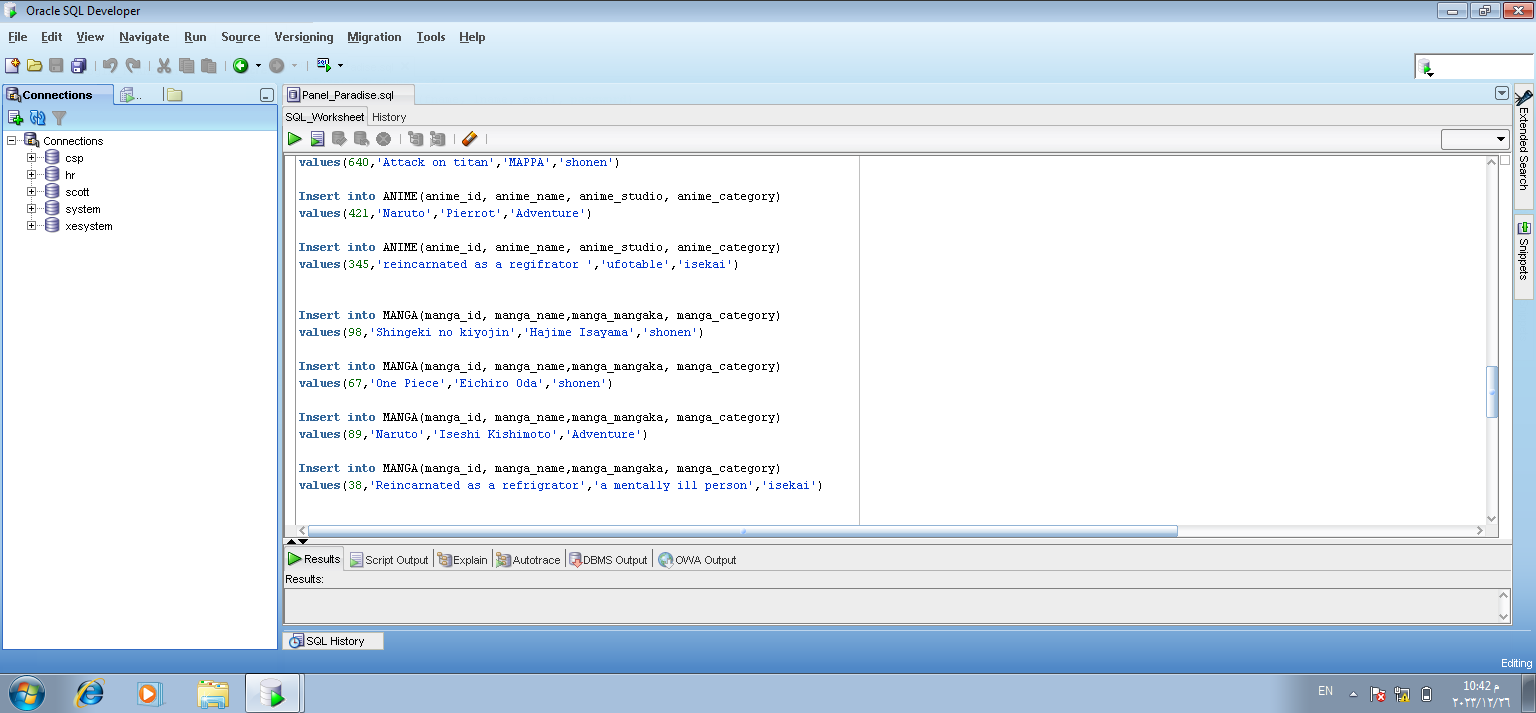 Oracle SQL Developer
File Edit View Navigate Run Source Versioning Migration Tools Help
Connections
Panel_Paradise.sql
SQL_Worksheet History
Connections
csp
hr
scott
system
xesystem
values(640,'Attack on titan','MAPPA','shonen')
Insert into ANIME(anime_id, anime_name, anime_studio, anime_category)
values(421,'Naruto','Pierrot','Adventure')
Insert into ANIME(anime_id, anime_name, anime_studio, anime_category)
values(345,'reincarnated as a regifrator ','ufotable','isekai')
Insert into MANGA(manga_id, manga_name,manga_mangaka, manga_category)
values(98,'Shingeki no kiyojin','Hajime Isayama','shonen')
Insert into MANGA(manga_id, manga_name,manga_mangaka, manga_category)
values(67,'One Piece','Eichiro Oda','shonen')
Insert into MANGA(manga_id, manga_name,manga_mangaka, manga_category)
values(89,'Naruto','Iseshi Kishimoto','Adventure')
Insert into MANGA(manga_id, manga_name,manga_mangaka, manga_category)
values(38,'Reincarnated as a refrigrator','a mentally ill person','isekai')
Extended Search
Snippets
Results Script Output Explain Autotrace DBMS Output OWA Output
Results:
SQL History
Editing
EN
10:42 م
٢٠٢٣/١٢/٢٦